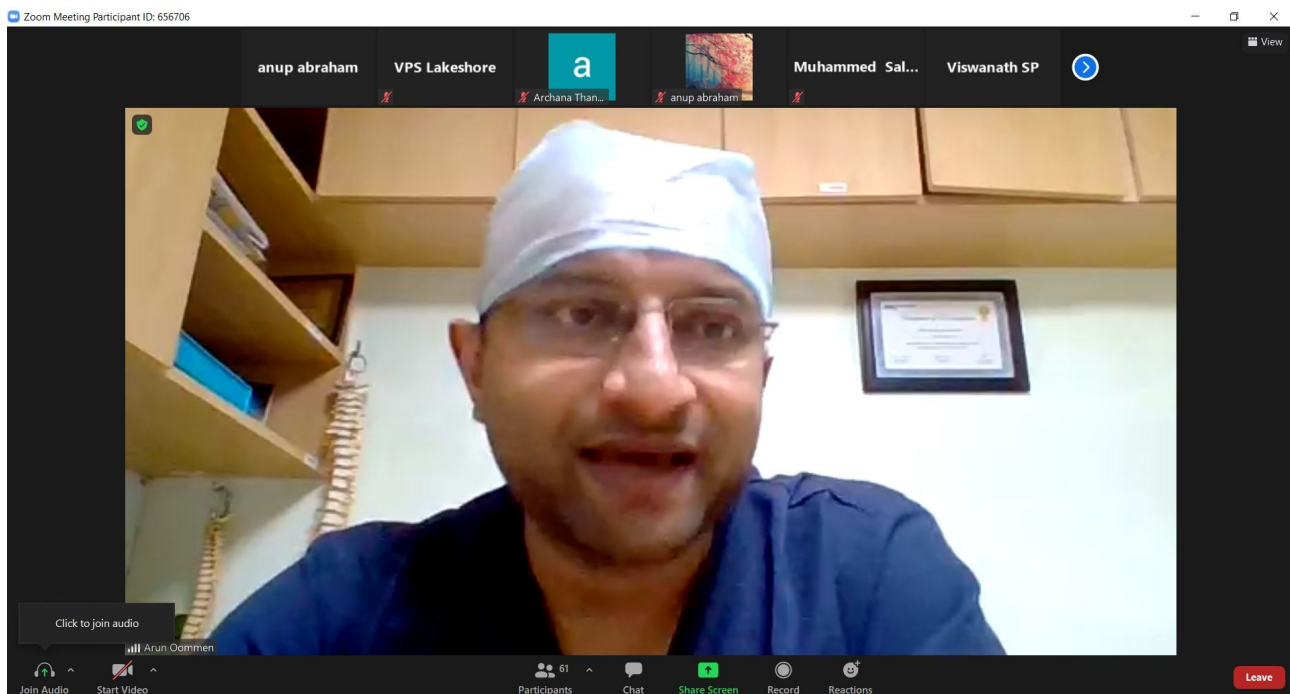 Zoom Meeting Participant ID: 656706
View
anup abraham
VPS Lakeshore
a
Archana Than...
anup abraham
Muhammed Sal...
Viswanath SP
Click to join audio
Arun Oommen
Join Audio
Start Video
61
Participants
Chat
Share Screen
Record
Reactions
Leave